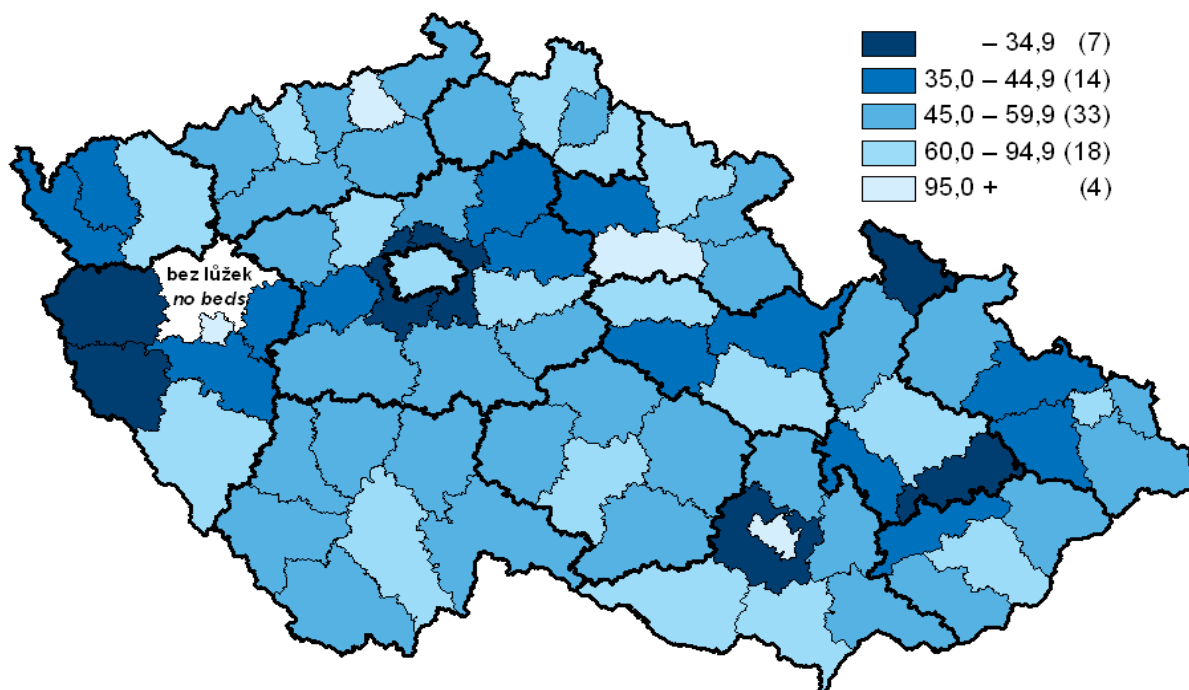 – 34,9 (7)
35,0 – 44,9 (14)
45,0 – 59,9 (33)
60,0 – 94,9 (18)
95,0 + (4)
bez lůžek
no beds